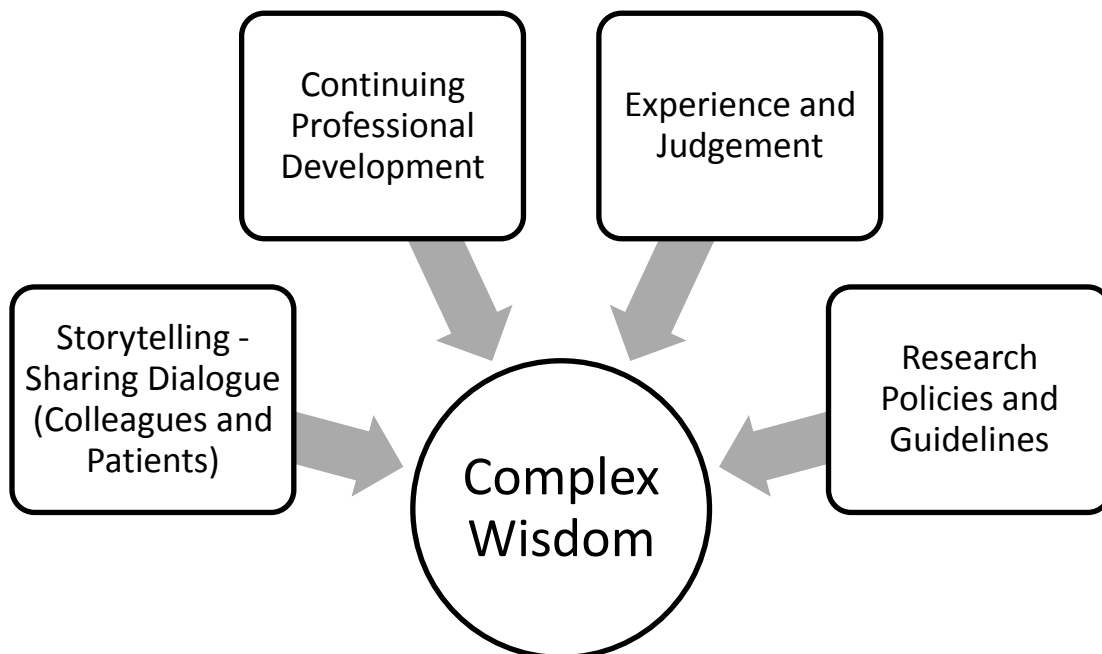 Continuing
Professional
Development
Experience and
Judgement
Storytelling -
Sharing Dialogue
(Colleagues and
Patients)
Research
Policies and
Guidelines
Complex
Wisdom